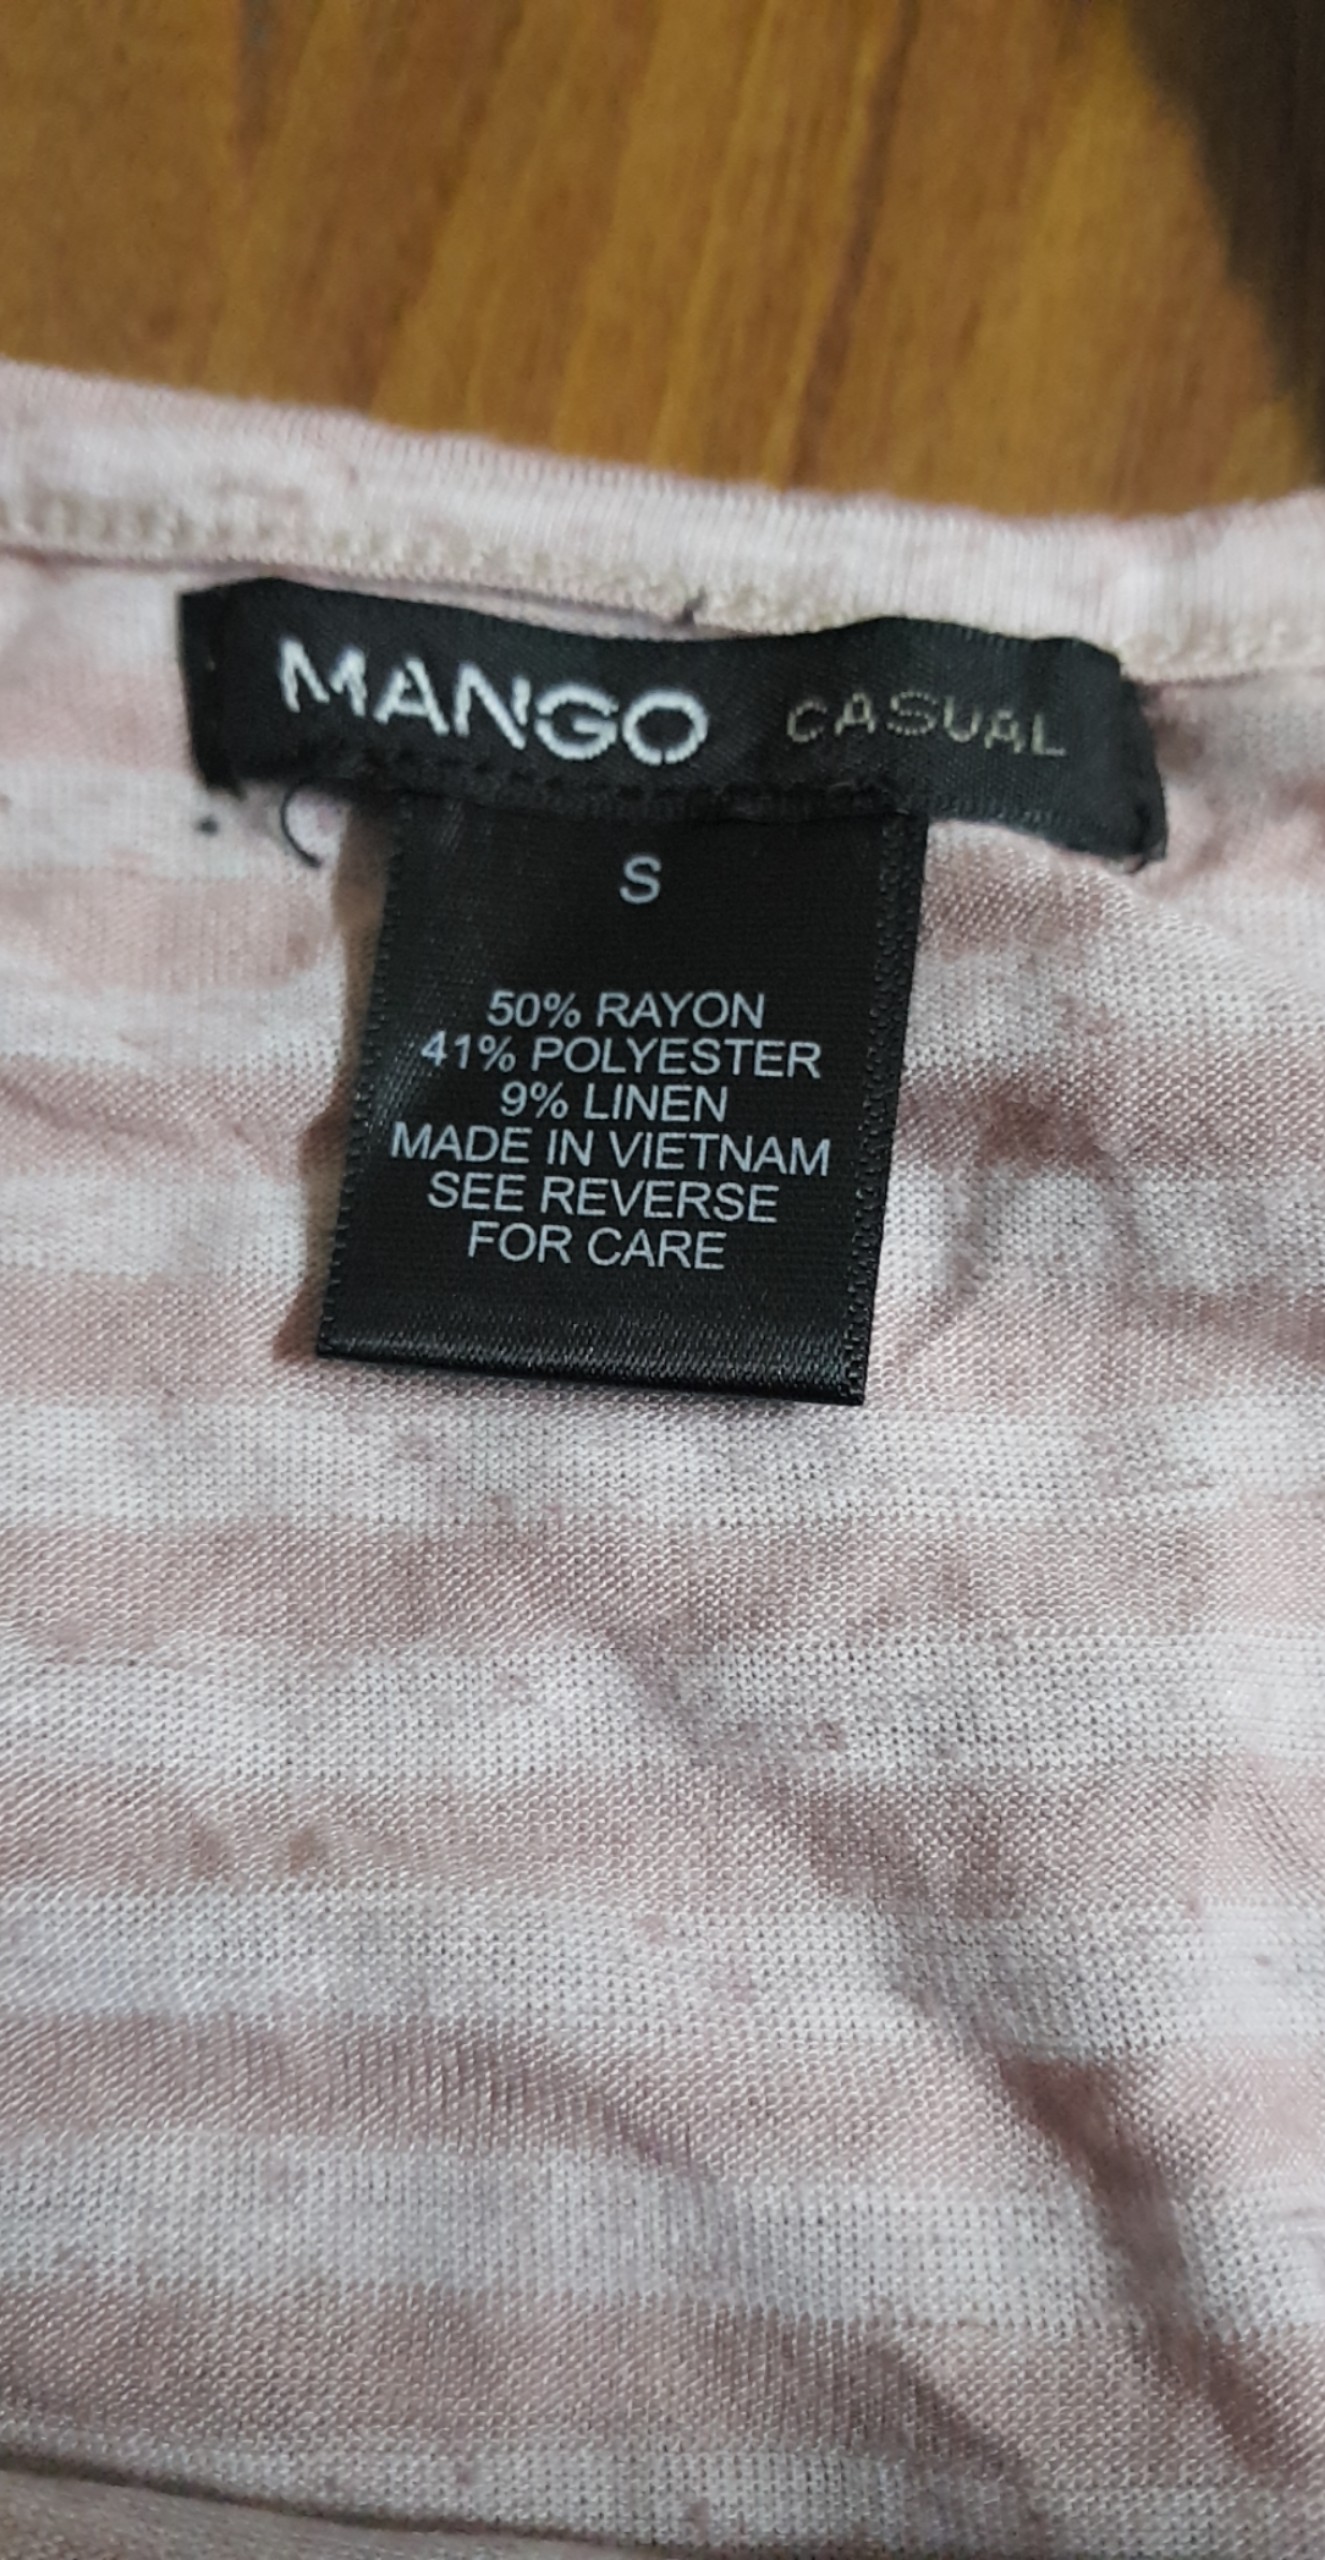 MANGO CASUAL
S
50% RAYON
41% POLYESTER
9% LINEN
MADE IN VIETNAM
SEE REVERSE
FOR CARE